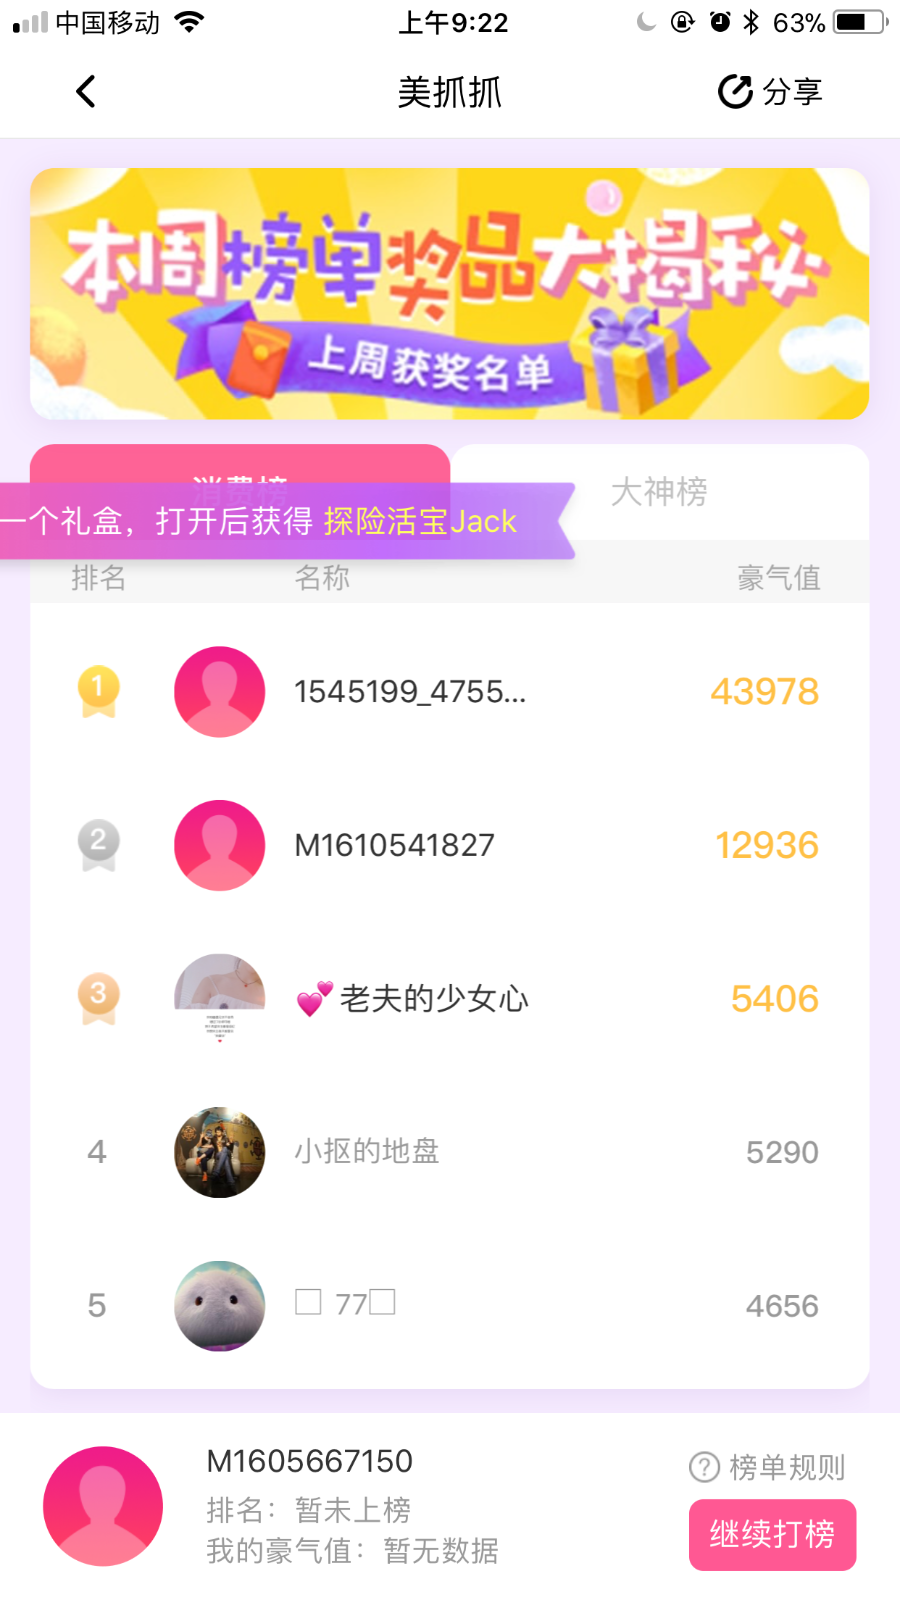 中国移动 上午9:22 63%
美抓抓 分享
本周榜单奖品大揭秘
上周获奖名单
消费榜 大神榜
一个礼盒，打开后获得 探险活宝Jack
排名 名称 豪气值
1 1545199_4755... 43978
2 M1610541827 12936
3 💕老夫的少女心 5406
4 小抠的地盘 5290
5 □ 77□ 4656
M1605667150
? 榜单规则
排名：暂未上榜
我的豪气值：暂无数据
继续打榜